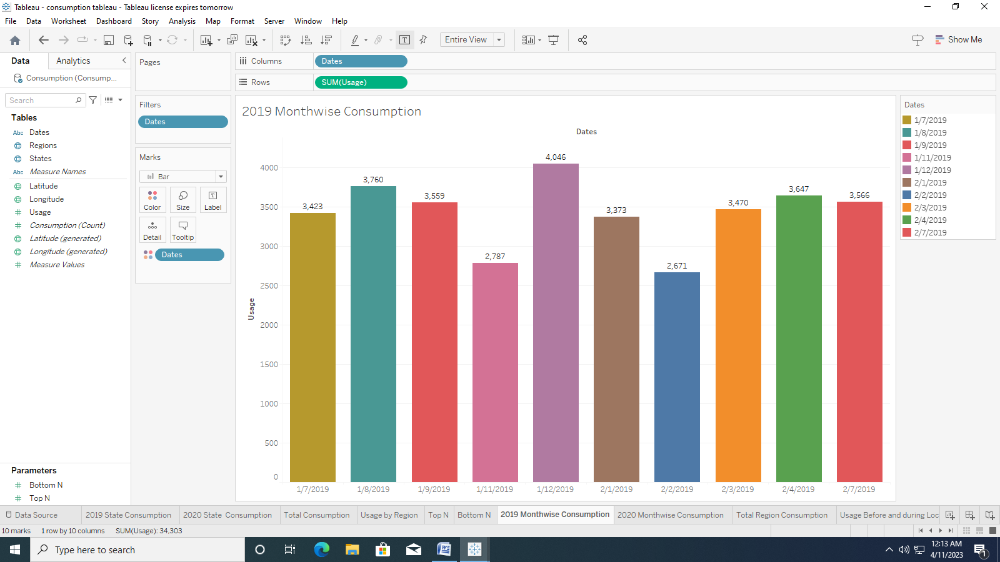 Tableau - consumption tableau - Tableau license expires tomorrow
File Data Worksheet Dashboard Story Analysis Map Format Server Window Help
Entire View
Show Me
Data Analytics
Consumption (Consump...
Search
Tables
Abc Dates
Regions
States
Abc Measure Names
Latitude
Longitude
# Usage
# Consumption (Count)
Latitude (generated)
Longitude (generated)
# Measure Values
Parameters
# Bottom N
# Top N
Pages
Filters
Dates
Marks
Bar
Color Size Label
Detail Tooltip
Dates
Columns Dates
Rows SUM(Usage)
2019 Monthwise Consumption
Dates
Usage
4000
3500
3000
2500
2000
1500
1000
500
0
3,423 3,760 3,559 2,787 4,046 3,373 2,671 3,470 3,647 3,566
1/7/2019 1/8/2019 1/9/2019 1/11/2019 1/12/2019 2/1/2019 2/2/2019 2/3/2019 2/4/2019 2/7/2019
Dates
1/7/2019
1/8/2019
1/9/2019
1/11/2019
1/12/2019
2/1/2019
2/2/2019
2/3/2019
2/4/2019
2/7/2019
Data Source 2019 State Consumption 2020 State Consumption Total Consumption Usage by Region Top N Bottom N 2019 Monthwise Consumption 2020 Monthwise Consumption Total Region Consumption Usage Before and during Loc
10 marks 1 row by 10 columns SUM(Usage): 34,303
Type here to search
12:13 AM
4/11/2023
1